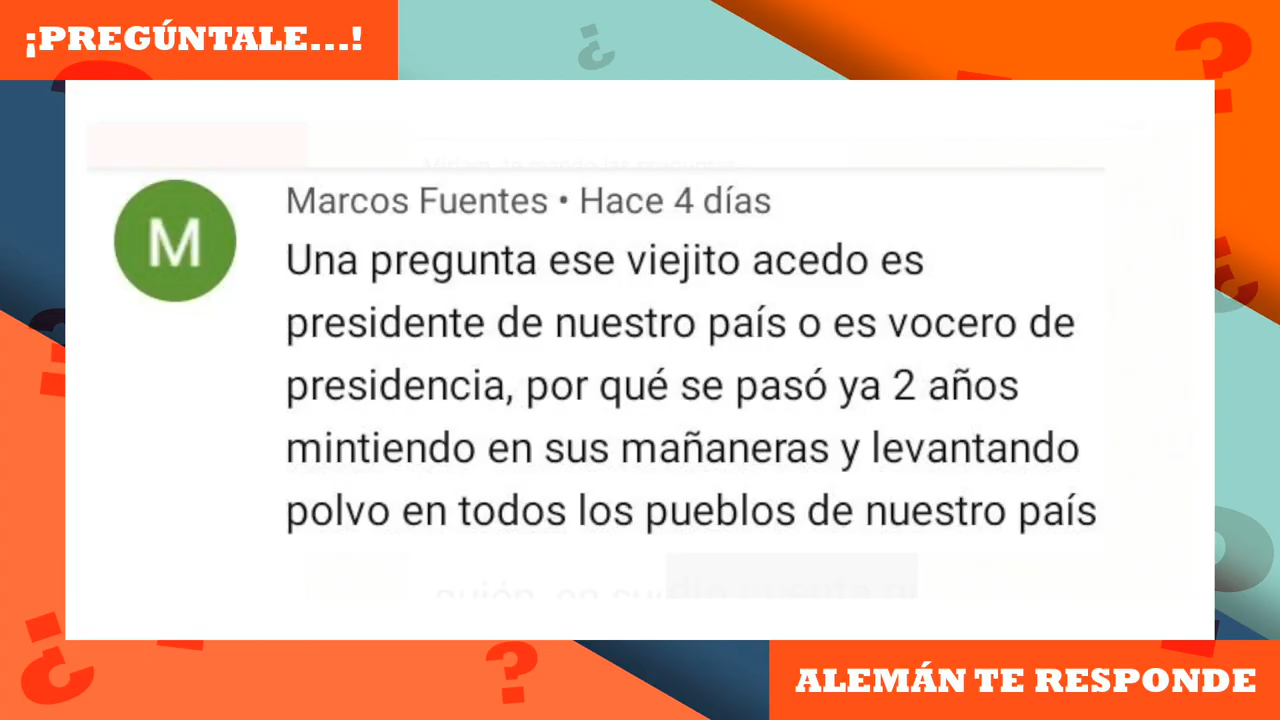 ¡PREGÚNTALE...!
M
Marcos Fuentes • Hace 4 días
Una pregunta ese viejito acedo es
presidente de nuestro país o es vocero de
presidencia, por qué se pasó ya 2 años
mintiendo en sus mañaneras y levantando
polvo en todos los pueblos de nuestro país
ALEMÁN TE RESPONDE